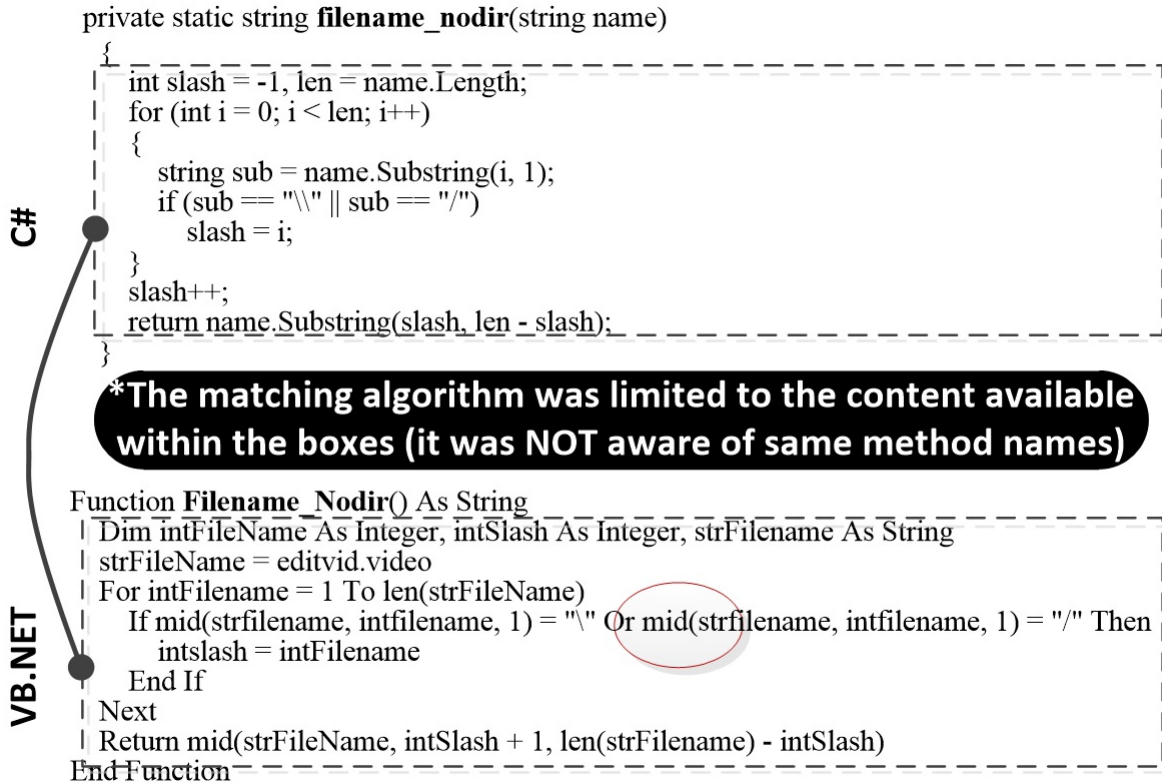 private static string filename_nodir(string name)
{
int slash = -1, len = name.Length;
for (int i = 0; i < len; i++)
{
string sub = name.Substring(i, 1);
if (sub == "\\" || sub == "/")
slash = i;
}
slash++;
return name.Substring(slash, len - slash);
}
C#
*The matching algorithm was limited to the content available
within the boxes (it was NOT aware of same method names)
Function Filename_Nodir() As String
Dim intFileName As Integer, intSlash As Integer, strFilename As String
strFileName = editvid.video
For intFilename = 1 To len(strFileName)
If mid(strfilename, intfilename, 1) = "\" Or mid(strfilename, intfilename, 1) = "/" Then
intslash = intFilename
End If
Next
Return mid(strFileName, intSlash + 1, len(strFilename) - intSlash)
End Function
VB.NET